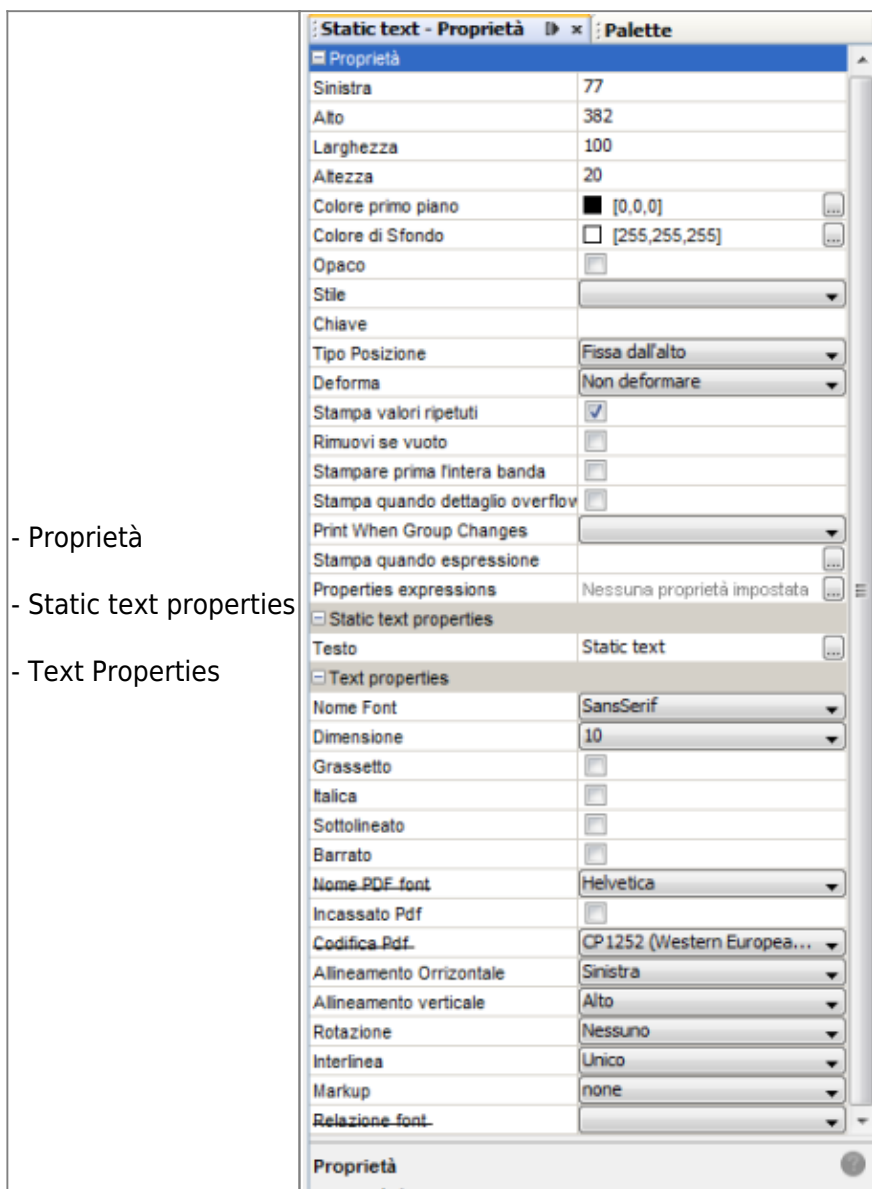 Static text - Proprietà Palette
Proprietà
Sinistra 77
Alto 382
Larghezza 100
Altezza 20
Colore primo piano [0,0,0] ...
Colore di Sfondo [255,255,255] ...
Opaco
Stile
Chiave
Tipo Posizione Fissa dall'alto
Deforma Non deformare
Stampa valori ripetuti
Rimuovi se vuoto
Stampare prima l'intera banda
Stampa quando dettaglio overflow
Print When Group Changes
Stampa quando espressione ...
Properties expressions Nessuna proprietà impostata ...
Static text properties
Testo Static text ...
Text properties
Nome Font SansSerif
Dimensione 10
Grassetto
Italica
Sottolineato
Barrato
Nome PDF font Helvetica
Incassato Pdf
Codifica Pdf CP1252 (Western Europea...
Allineamento Orrizontale Sinistra
Allineamento verticale Alto
Rotazione Nessuno
Interlinea Unico
Markup none
Relazione font
Proprietà
- Proprietà
- Static text properties
- Text Properties